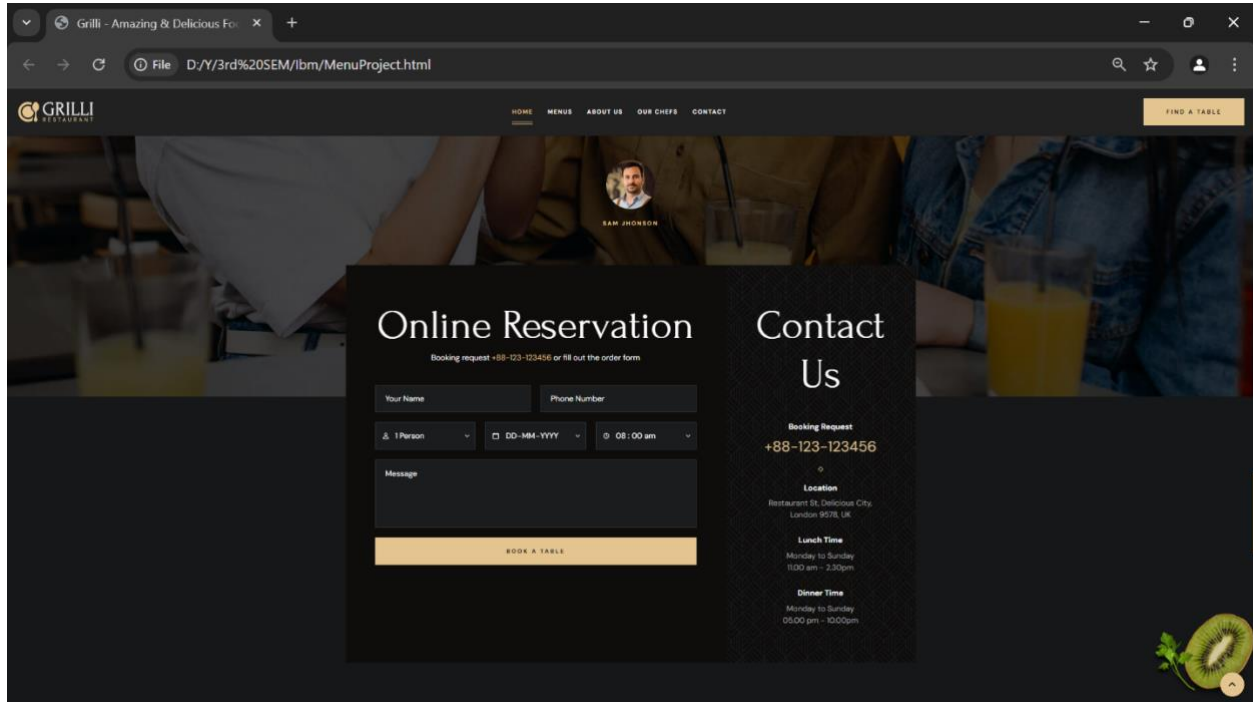 Grilli - Amazing & Delicious Foo
File D:/Y/3rd%20SEM/Ibm/MenuProject.html
GRILLI
RESTAURANT
HOME MENUS ABOUT US OUR CHEFS CONTACT
FIND A TABLE
SAM JHONSON
Online Reservation
Booking request +88-123-123456 or fill out the order form
Your Name Phone Number
1 Person DD-MM-YYYY 08:00 am
Message
BOOK A TABLE
Contact
Us
Booking Request
+88-123-123456
Location
Restaurant St, Delicious City,
London 9578, UK
Lunch Time
Monday to Sunday
11.00 am - 2.30pm
Dinner Time
Monday to Sunday
05.00 pm - 10.00pm